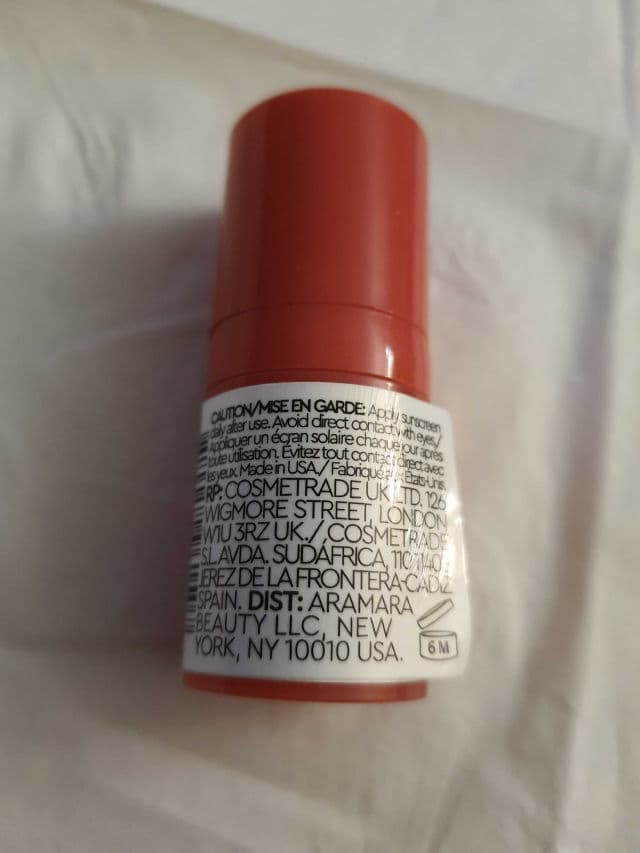 CAUTION/MISE EN GARDE: Apply sunscreen
daily after use. Avoid direct contact with eyes./
Appliquer un écran solaire chaque jour après
toute utilisation. Évitez tout contact direct avec
les yeux. Made in USA./ Fabriqué aux États-Unis.
RP: COSMETRADE UK LTD. 126
WIGMORE STREET, LONDON
W1U 3RZ UK./ COSMETRADE
S.L. AVDA. SUDÁFRICA,
JEREZ DE LA FRONTERA-CADIZ
SPAIN. DIST: ARAMARA
BEAUTY LLC, NEW
YORK, NY 10010 USA.
6 M